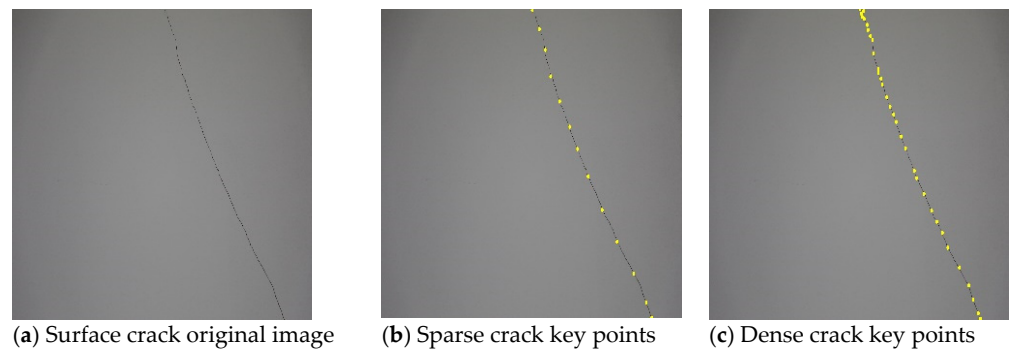 (a) Surface crack original image
(b) Sparse crack key points
(c) Dense crack key points